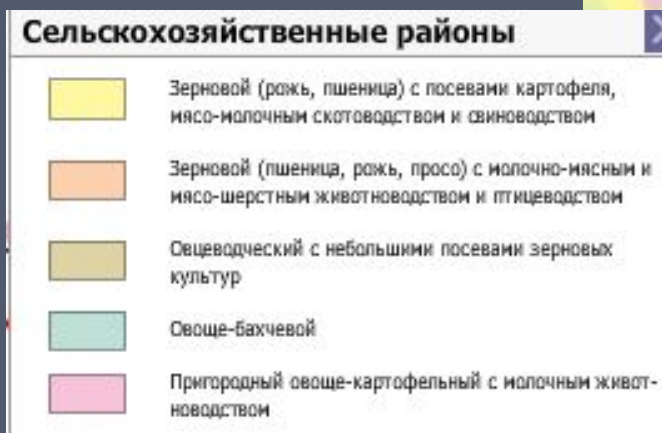 Сельскохозяйственные районы
Зерновой (рожь, пшеница) с посевами картофеля,
мясо-молочным скотоводством и свиноводством
Зерновой (пшеница, рожь, просо) с молочно-мясным и
мясо-шерстным животноводством и птицеводством
Овцеводческий с небольшими посевами зерновых
культур
Овоще-бахчевой
Пригородный овоще-картофельный с молочным живот-
новодством